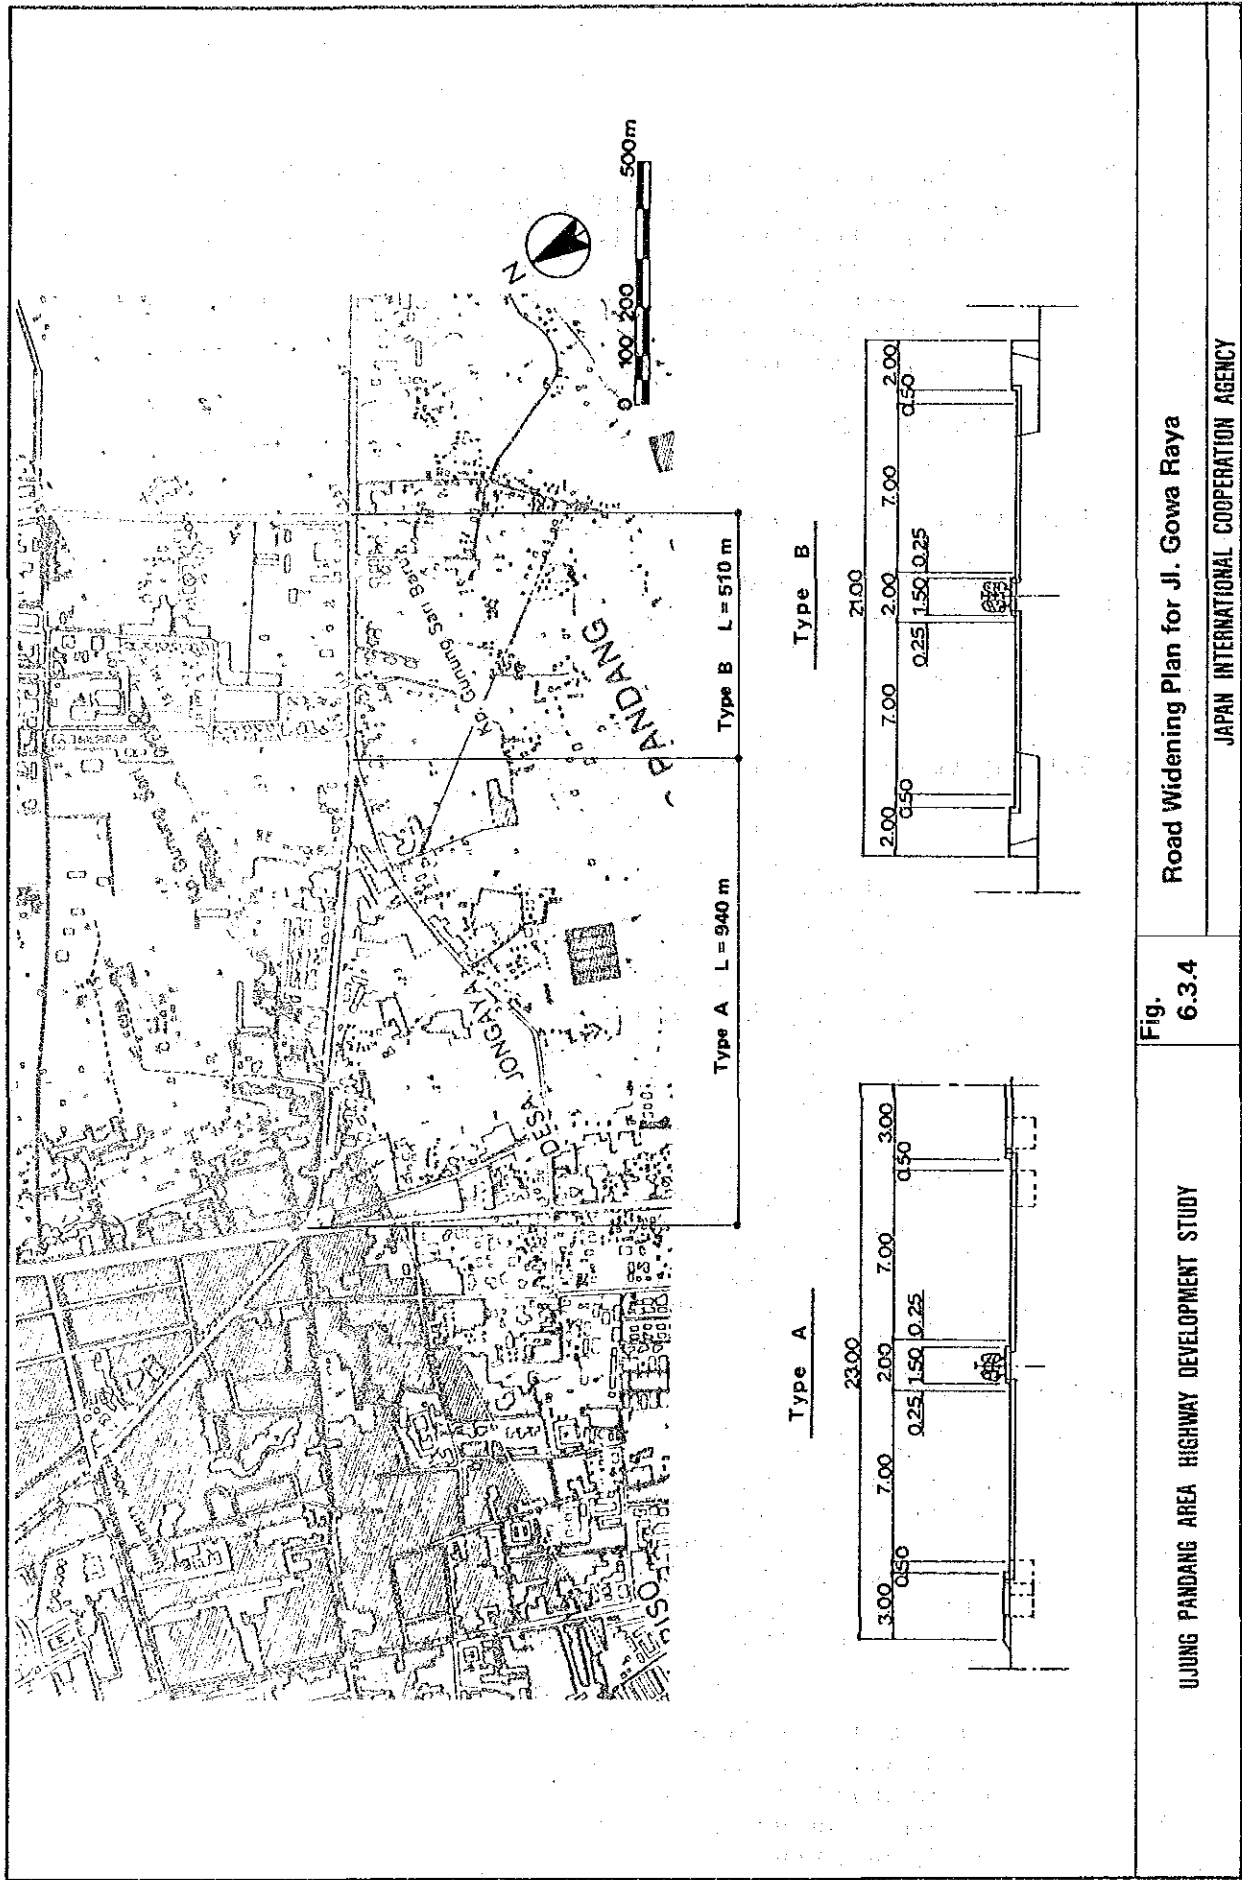 N
0 100 200 500m
Kp. Gunung Sari Baru
DESA JONGAYA
PANDANG
Type A L = 940 m
Type B L = 510 m
Type A
23.00
3.00 7.00 2.00 7.00 3.00
0.50 0.25 1.50 0.25 0.50
Type B
21.00
2.00 7.00 2.00 7.00 2.00
0.50 0.25 1.50 0.25 0.50
UJUNG PANDANG AREA HIGHWAY DEVELOPMENT STUDY
Fig.
6.3.4
Road Widening Plan for Jl. Gowa Raya
JAPAN INTERNATIONAL COOPERATION AGENCY